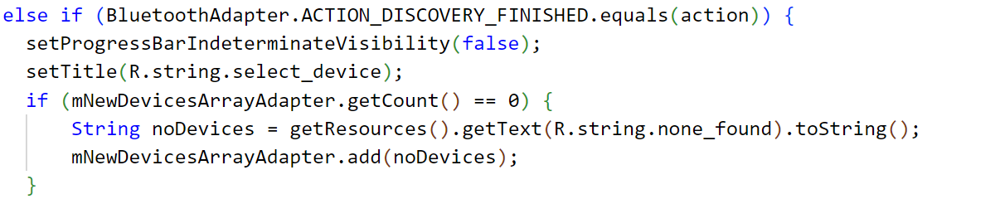 else if (BluetoothAdapter.ACTION_DISCOVERY_FINISHED.equals(action)) {
setProgressBarIndeterminateVisibility(false);
setTitle(R.string.select_device);
if (mNewDevicesArrayAdapter.getCount() == 0) {
String noDevices = getResources().getText(R.string.none_found).toString();
mNewDevicesArrayAdapter.add(noDevices);
}